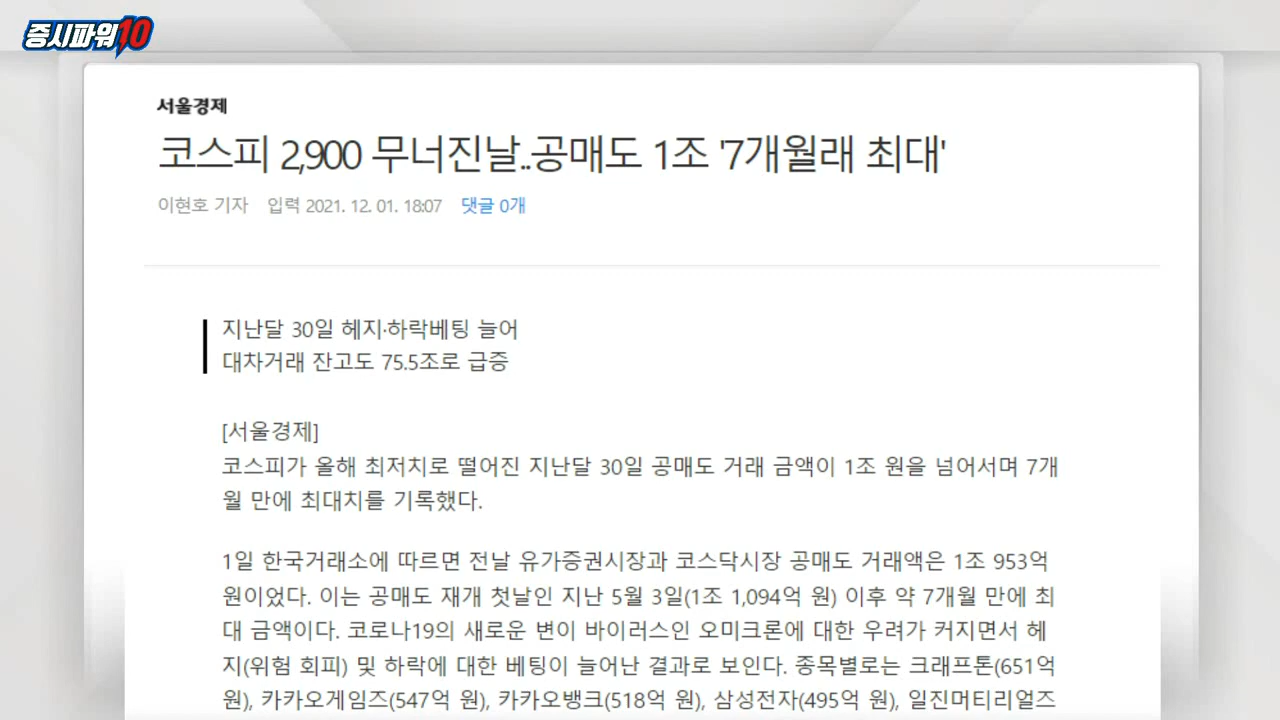 증시파워10
서울경제
코스피 2,900 무너진날..공매도 1조 '7개월래 최대'
이현호 기자 입력 2021. 12. 01. 18:07 댓글 0개
지난달 30일 헤지·하락베팅 늘어
대차거래 잔고도 75.5조로 급증
[서울경제]
코스피가 올해 최저치로 떨어진 지난달 30일 공매도 거래 금액이 1조 원을 넘어서며 7개
월 만에 최대치를 기록했다.
1일 한국거래소에 따르면 전날 유가증권시장과 코스닥시장 공매도 거래액은 1조 953억
원이었다. 이는 공매도 재개 첫날인 지난 5월 3일(1조 1,094억 원) 이후 약 7개월 만에 최
대 금액이다. 코로나19의 새로운 변이 바이러스인 오미크론에 대한 우려가 커지면서 헤
지(위험 회피) 및 하락에 대한 베팅이 늘어난 결과로 보인다. 종목별로는 크래프톤(651억
원), 카카오게임즈(547억 원), 카카오뱅크(518억 원), 삼성전자(495억 원), 일진머티리얼즈